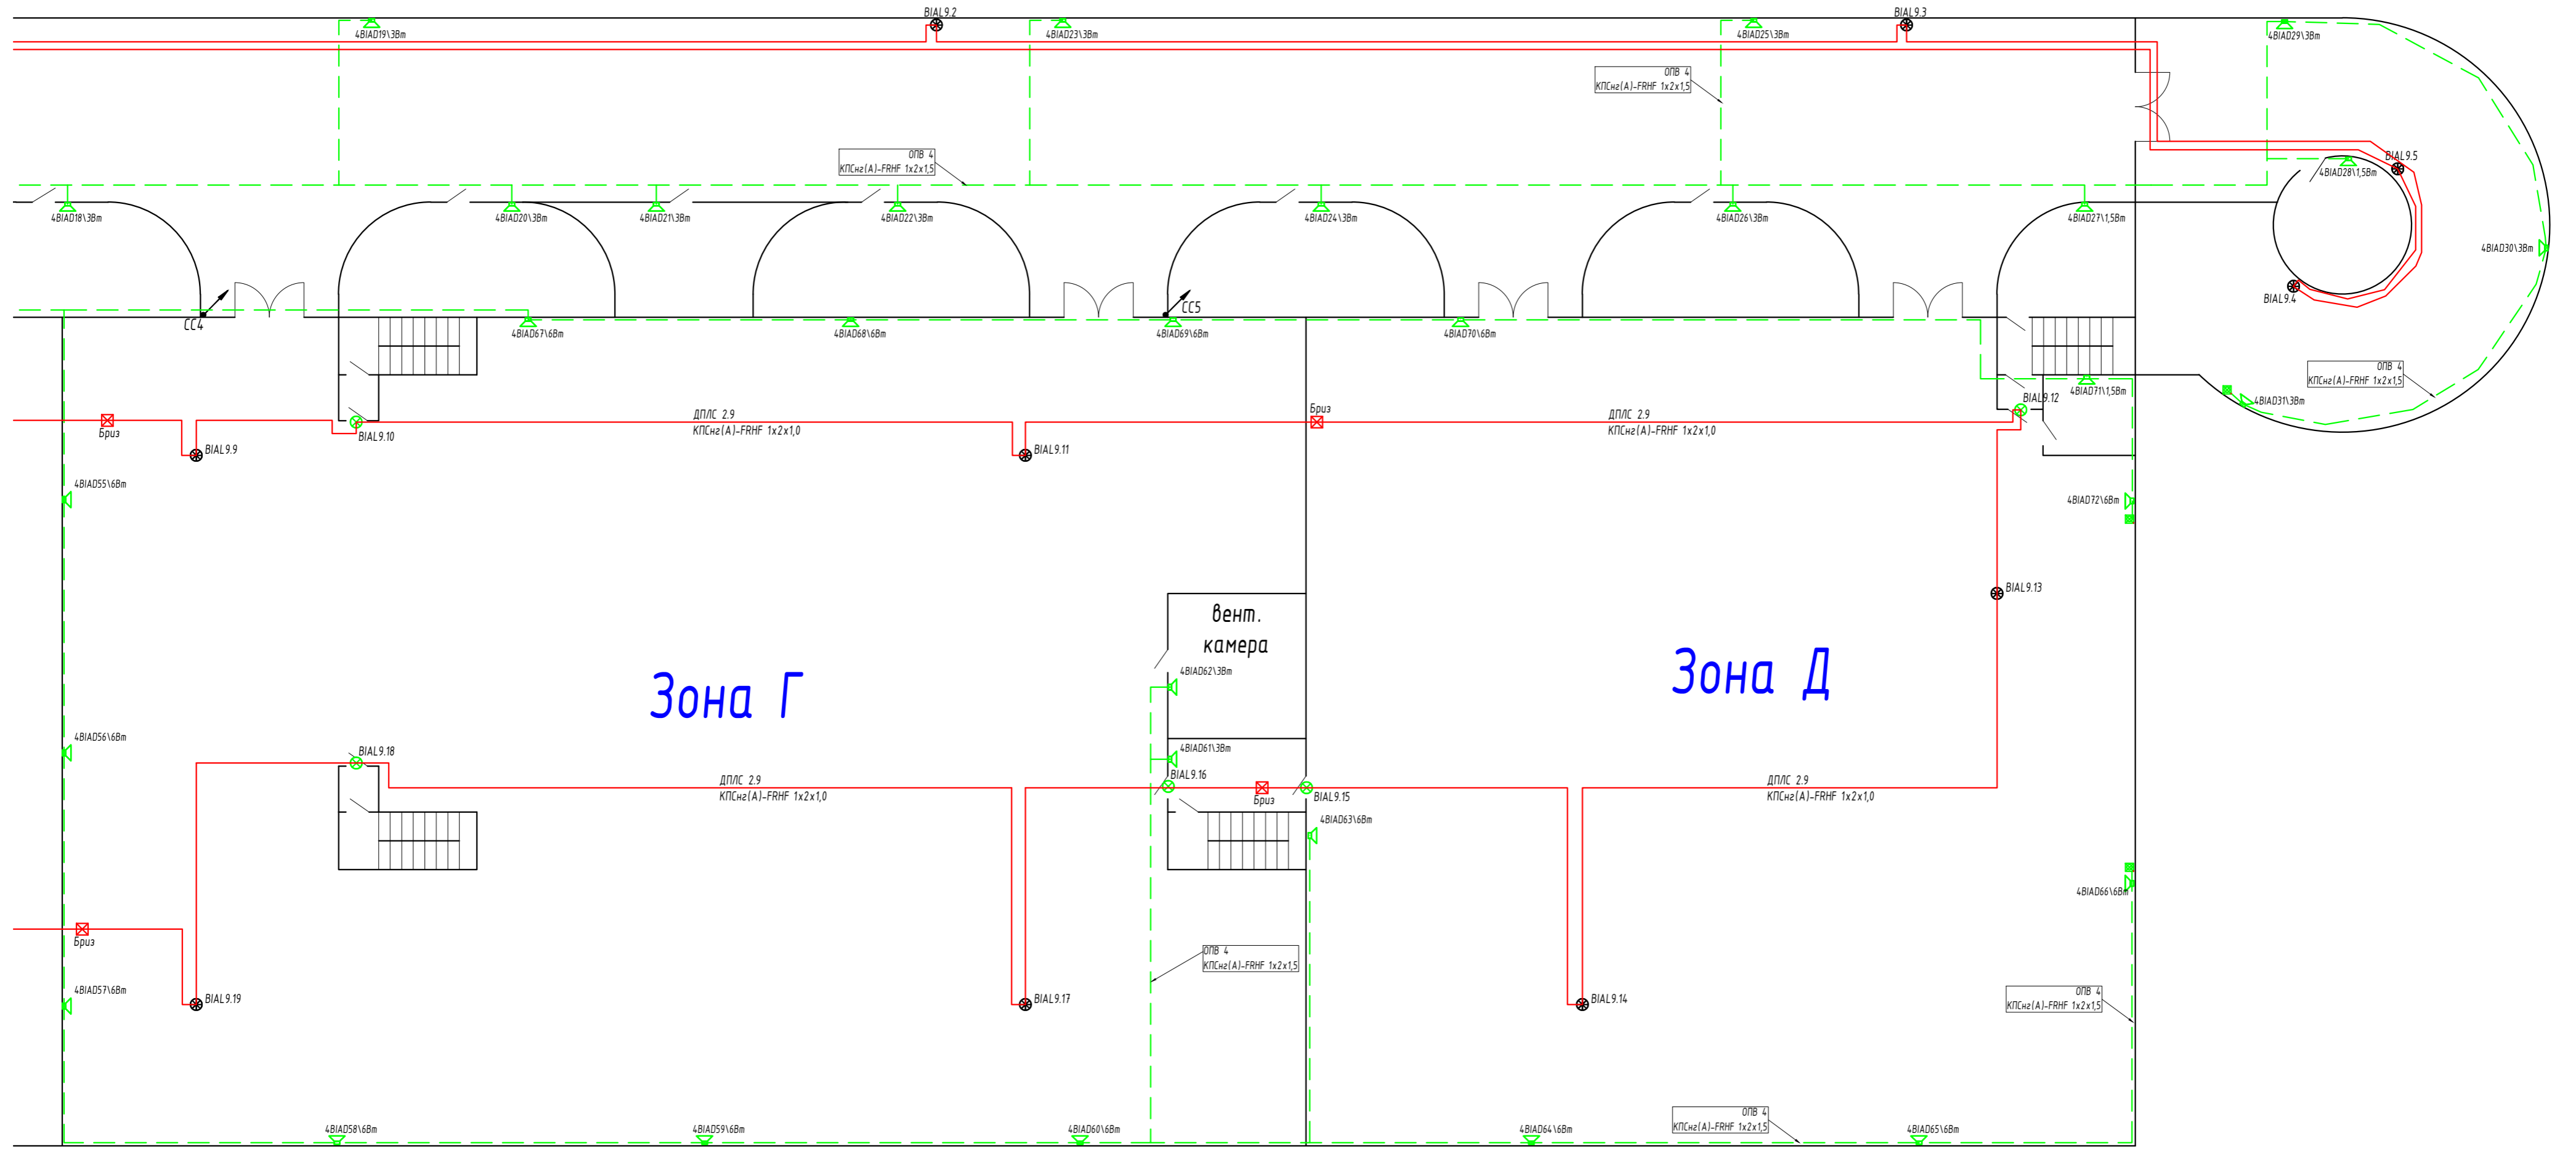 BIAL9.2
BIAL9.3
4BIAD19\3Вт
4BIAD23\3Вт
4BIAD25\3Вт
4BIAD29\3Вт
ОПВ 4
КПСнг(А)-FRHF 1х2х1,5
ОПВ 4
КПСнг(А)-FRHF 1х2х1,5
BIAL9.5
4BIAD28\1,5Вт
4BIAD18\3Вт
4BIAD20\3Вт
4BIAD21\3Вт
4BIAD22\3Вт
4BIAD24\3Вт
4BIAD26\3Вт
4BIAD27\1,5Вт
4BIAD30\3Вт
BIAL9.4
СС4
СС5
4BIAD67\6Вт
4BIAD68\6Вт
4BIAD69\6Вт
4BIAD70\6Вт
ОПВ 4
КПСнг(А)-FRHF 1х2х1,5
4BIAD71\1,5Вт
BIAL9.12
4BIAD31\3Вт
Бриз
BIAL9.10
ДПЛС 2.9
КПСнг(А)-FRHF 1х2х1,0
Бриз
ДПЛС 2.9
КПСнг(А)-FRHF 1х2х1,0
BIAL9.9
BIAL9.11
4BIAD55\6Вт
4BIAD72\6Вт
BIAL9.13
вент.
камера
Зона Г
Зона Д
4BIAD62\3Вт
4BIAD56\6Вт
BIAL9.18
4BIAD61\3Вт
BIAL9.16
ДПЛС 2.9
КПСнг(А)-FRHF 1х2х1,0
Бриз
BIAL9.15
ДПЛС 2.9
КПСнг(А)-FRHF 1х2х1,0
4BIAD63\6Вт
4BIAD66\6Вт
Бриз
ОПВ 4
КПСнг(А)-FRHF 1х2х1,5
4BIAD57\6Вт
BIAL9.19
BIAL9.17
BIAL9.14
ОПВ 4
КПСнг(А)-FRHF 1х2х1,5
4BIAD58\6Вт
4BIAD59\6Вт
4BIAD60\6Вт
4BIAD64\6Вт
ОПВ 4
КПСнг(А)-FRHF 1х2х1,5
4BIAD65\6Вт